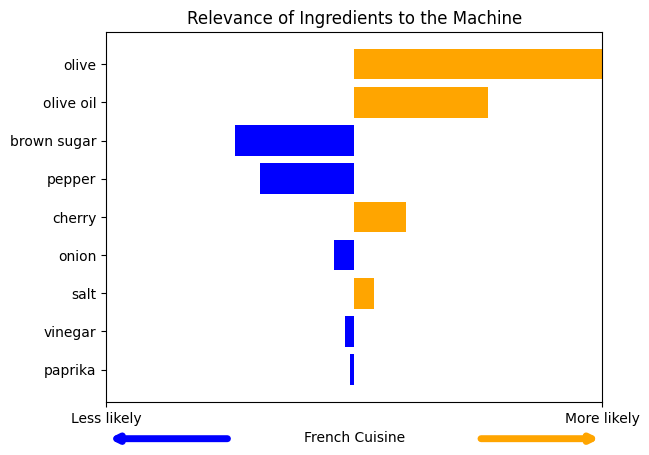 Relevance of Ingredients to the Machine
olive
olive oil
brown sugar
pepper
cherry
onion
salt
vinegar
paprika
Less likely
More likely
French Cuisine